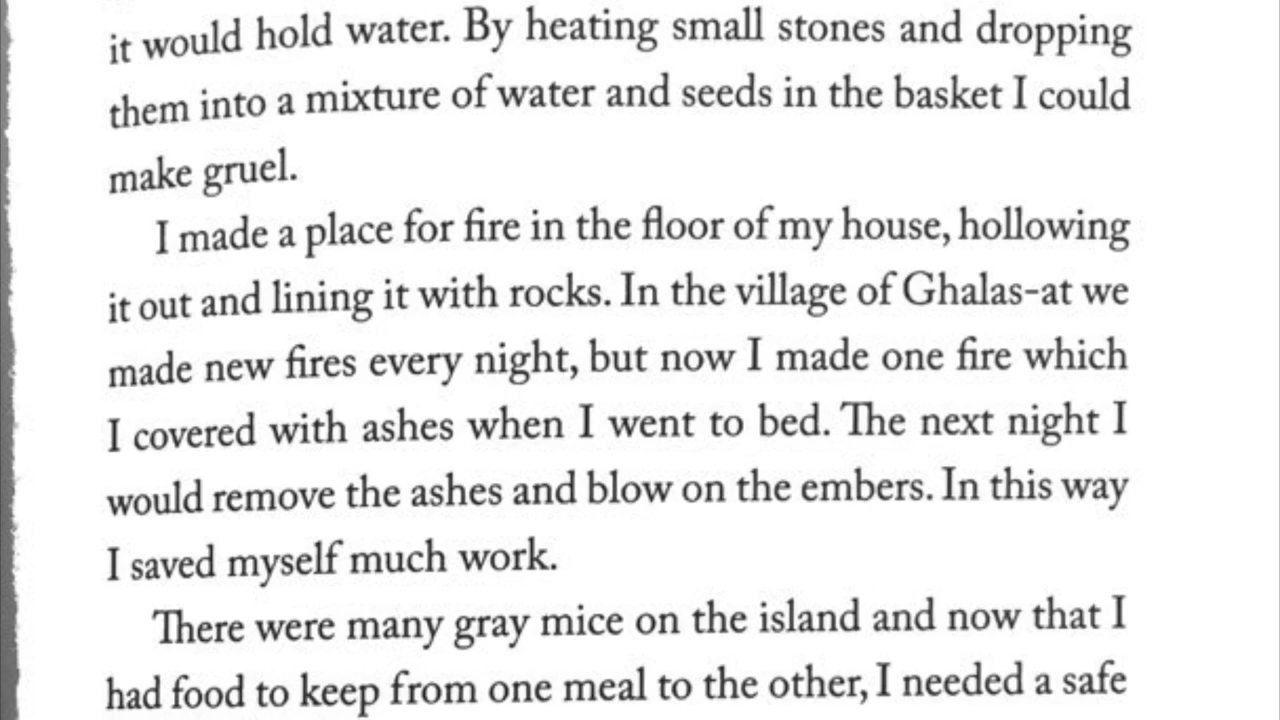 it would hold water. By heating small stones and dropping
them into a mixture of water and seeds in the basket I could
make gruel.
I made a place for fire in the floor of my house, hollowing
it out and lining it with rocks. In the village of Ghalas-at we
made new fires every night, but now I made one fire which
I covered with ashes when I went to bed. The next night I
would remove the ashes and blow on the embers. In this way
I saved myself much work.
There were many gray mice on the island and now that I
had food to keep from one meal to the other, I needed a safe